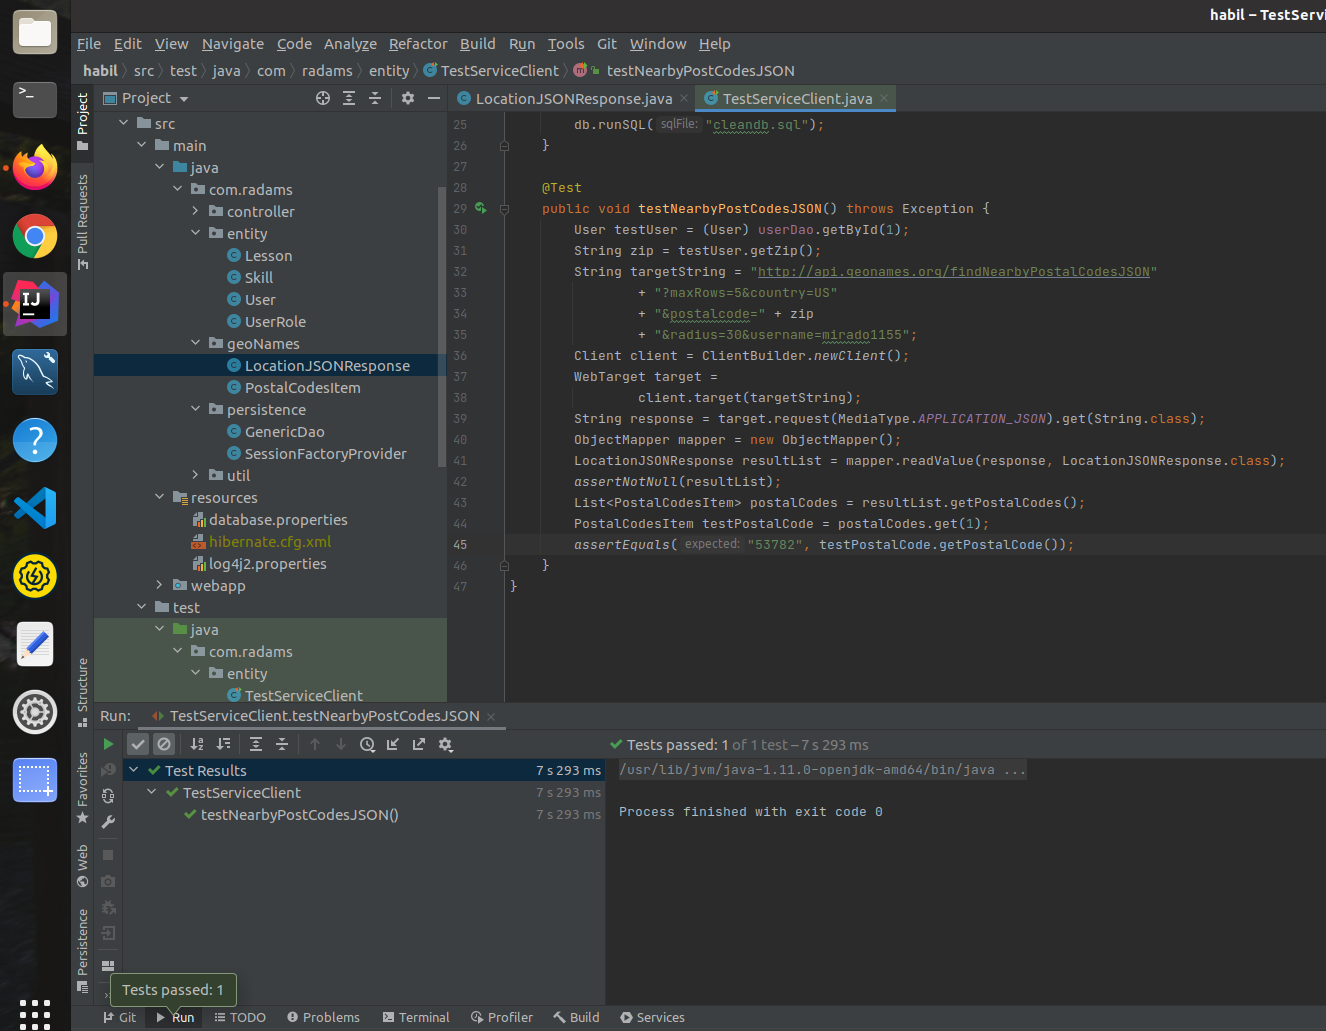 habil – TestServi
File Edit View Navigate Code Analyze Refactor Build Run Tools Git Window Help
habil src test java com radams entity TestServiceClient m testNearbyPostCodesJSON
Project
Pull Requests
Structure
Favorites
Web
Persistence
Project
src
main
java
com.radams
controller
entity
Lesson
Skill
User
UserRole
geoNames
LocationJSONResponse
PostalCodesItem
persistence
GenericDao
SessionFactoryProvider
util
resources
database.properties
hibernate.cfg.xml
log4j2.properties
webapp
test
java
com.radams
entity
TestServiceClient
LocationJSONResponse.java TestServiceClient.java
25 db.runSQL( sqlFile: "cleandb.sql");
26 }
27
28 @Test
29 public void testNearbyPostCodesJSON() throws Exception {
30 User testUser = (User) userDao.getById(1);
31 String zip = testUser.getZip();
32 String targetString = "http://api.geonames.org/findNearbyPostalCodesJSON"
33 + "?maxRows=5&country=US"
34 + "&postalcode=" + zip
35 + "&radius=30&username=mirado1155";
36 Client client = ClientBuilder.newClient();
37 WebTarget target =
38 client.target(targetString);
39 String response = target.request(MediaType.APPLICATION_JSON).get(String.class);
40 ObjectMapper mapper = new ObjectMapper();
41 LocationJSONResponse resultList = mapper.readValue(response, LocationJSONResponse.class);
42 assertNotNull(resultList);
43 List<PostalCodesItem> postalCodes = resultList.getPostalCodes();
44 PostalCodesItem testPostalCode = postalCodes.get(1);
45 assertEquals( expected: "53782", testPostalCode.getPostalCode());
46 }
47 }
Run: TestServiceClient.testNearbyPostCodesJSON
Tests passed: 1 of 1 test – 7 s 293 ms
Test Results 7 s 293 ms
TestServiceClient 7 s 293 ms
testNearbyPostCodesJSON() 7 s 293 ms
/usr/lib/jvm/java-1.11.0-openjdk-amd64/bin/java ...
Process finished with exit code 0
Tests passed: 1
Git Run TODO Problems Terminal Profiler Build Services
IJ